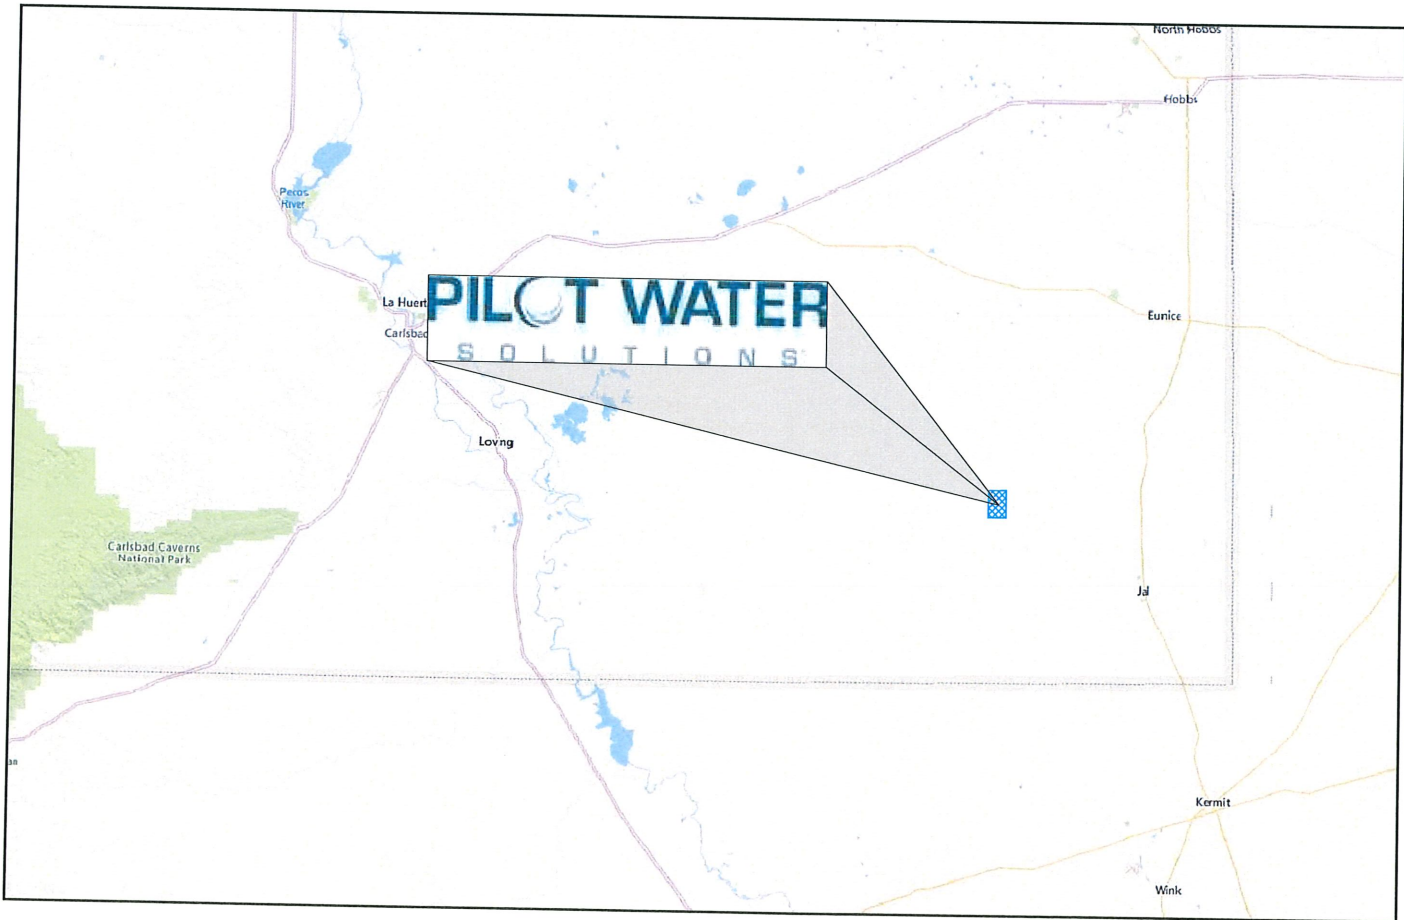 North Hobbs
Hobbs
Pecos
River
La Huert
Carlsbad
PILOT WATER
SOLUTIONS
Eunice
Loving
Carlsbad Caverns
National Park
Jal
Kermit
Wink